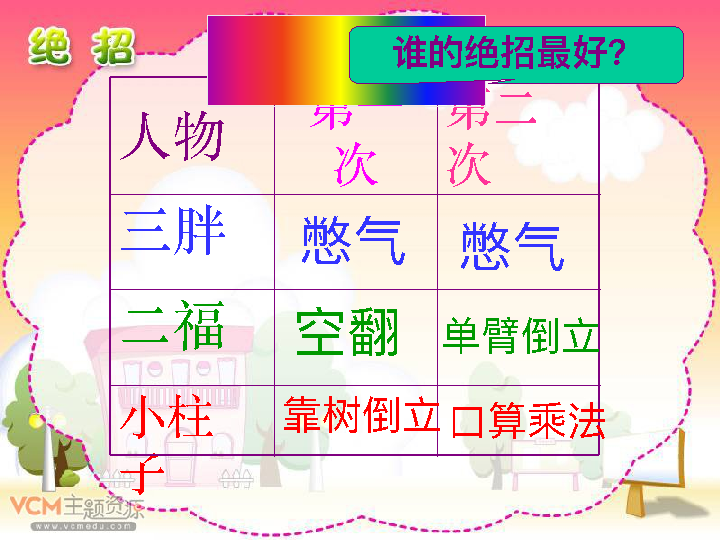 绝 招
谁的绝招最好?
人物
第一次
第二次
三胖
憋气
憋气
二福
空翻
单臂倒立
小柱子
靠树倒立
口算乘法
VCM主题资源
www.vcmedu.com